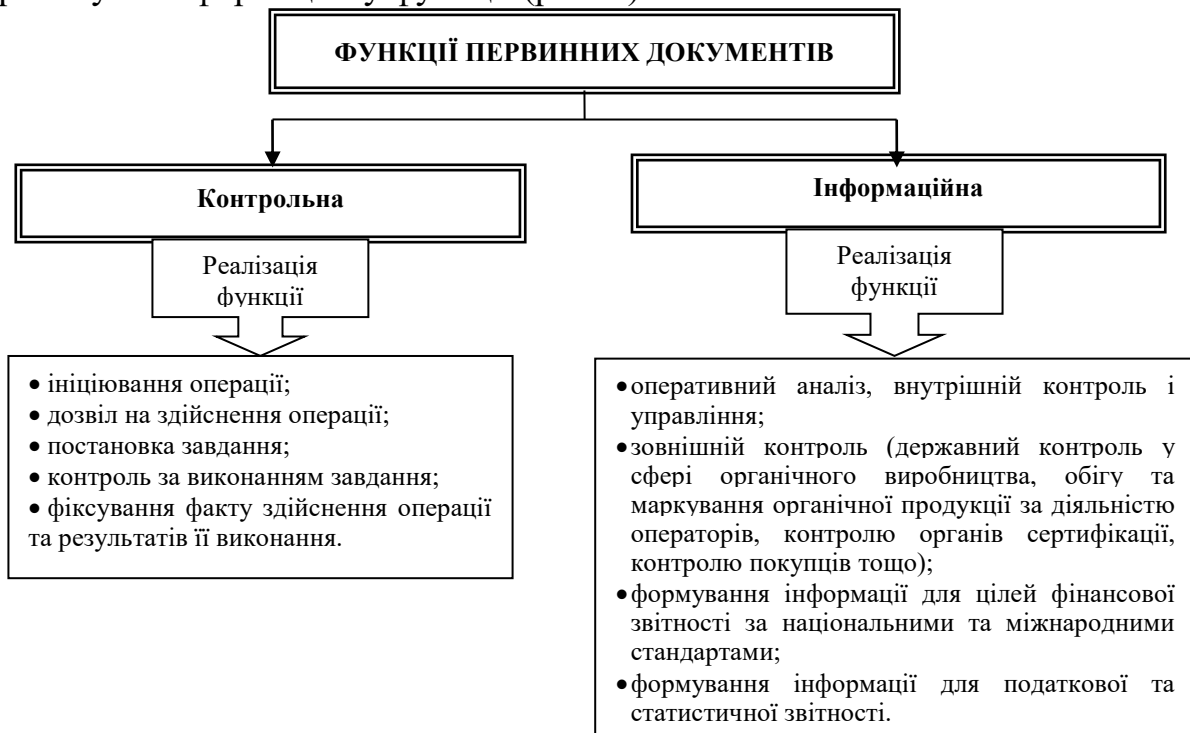 ФУНКЦІЇ ПЕРВИННИХ ДОКУМЕНТІВ
Контрольна
Реалізація
функції
• ініціювання операції;
• дозвіл на здійснення операції;
• постановка завдання;
• контроль за виконанням завдання;
• фіксування факту здійснення операції
та результатів її виконання.
Інформаційна
Реалізація
функції
•оперативний аналіз, внутрішній контроль і
управління;
•зовнішній контроль (державний контроль у
сфері органічного виробництва, обігу та
маркування органічної продукції за діяльністю
операторів, контролю органів сертифікації,
контролю покупців тощо);
•формування інформації для цілей фінансової
звітності за національними та міжнародними
стандартами;
•формування інформації для податкової та
статистичної звітності.